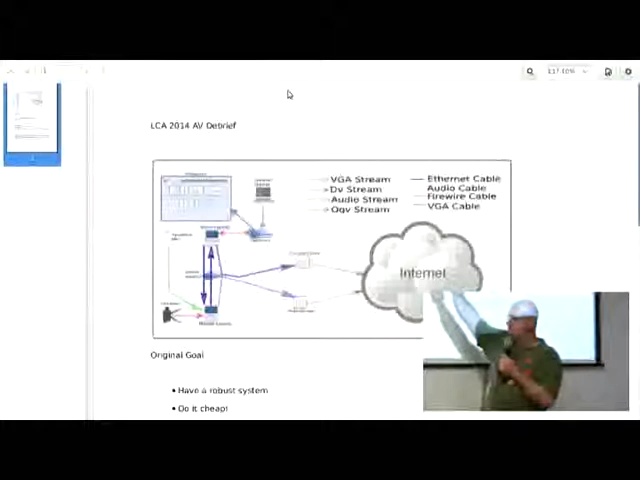 LCA 2014 AV Debrief
VGA Stream
Dv Stream
Audio Stream
Ogv Stream
Ethernet Cable
Audio Cable
Firewire Cable
VGA Cable
Internet
Original Goal
• Have a robust system
• Do it cheap!